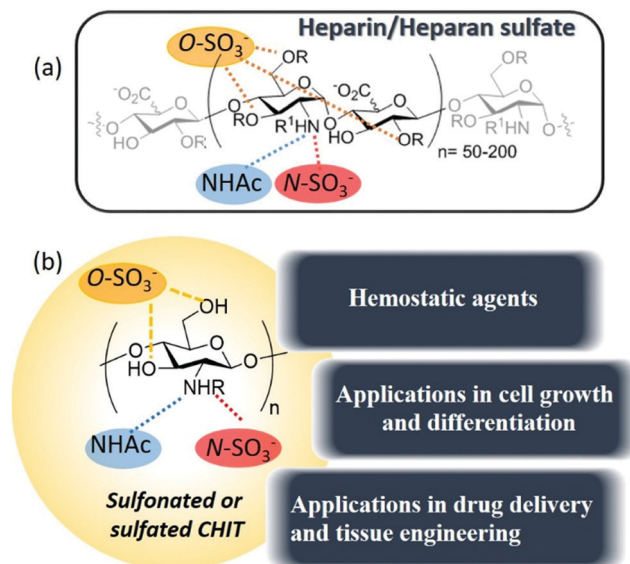 Heparin/Heparan sulfate
(a)
O-SO₃⁻
OR
⁻O₂C
HO
OR
RO
R¹HN
⁻O₂C
HO
OR
OR
RO
R¹HN
O
n= 50-200
NHAc
N-SO₃⁻
(b)
O-SO₃⁻
OH
O
HO
O
O
NHR
n
NHAc
N-SO₃⁻
Sulfonated or
sulfated CHIT
Hemostatic agents
Applications in cell growth
and differentiation
Applications in drug delivery
and tissue engineering